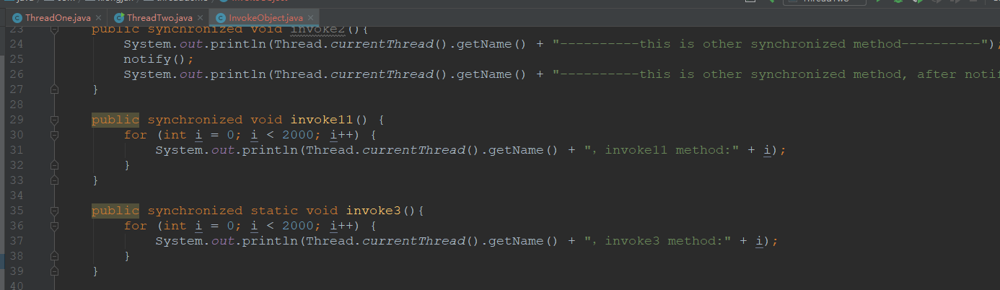 ThreadOne.java × ThreadTwo.java × InvokeObject.java ×
23 public synchronized void invoke2(){
24 System.out.println(Thread.currentThread().getName() + "----------this is other synchronized method----------");
25 notify();
26 System.out.println(Thread.currentThread().getName() + "----------this is other synchronized method, after notif
27 }
28
29 public synchronized void invoke11() {
30 for (int i = 0; i < 2000; i++) {
31 System.out.println(Thread.currentThread().getName() + ", invoke11 method:" + i);
32 }
33 }
34
35 public synchronized static void invoke3(){
36 for (int i = 0; i < 2000; i++) {
37 System.out.println(Thread.currentThread().getName() + ", invoke3 method:" + i);
38 }
39 }
40